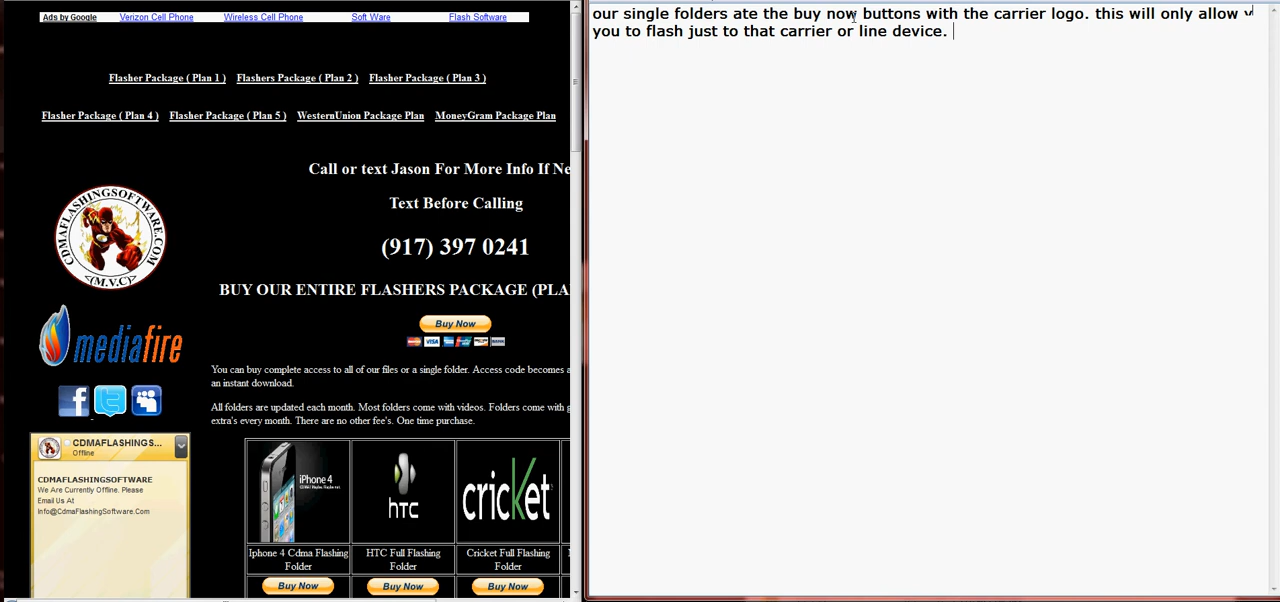 Ads by Google Verizon Cell Phone Wireless Cell Phone Soft Ware Flash Software
Flasher Package ( Plan 1 ) Flashers Package ( Plan 2 ) Flasher Package ( Plan 3 )
Flasher Package ( Plan 4 ) Flasher Package ( Plan 5 ) WesternUnion Package Plan MoneyGram Package Plan
Call or text Jason For More Info If Ne
Text Before Calling
(917) 397 0241
BUY OUR ENTIRE FLASHERS PACKAGE (PLA
Buy Now
VISA
BANK
CDMAFLASHINGSOFTWARE.COM
<(M.V.C)>
mediafire
You can buy complete access to all of our files or a single folder. Access code becomes a
an instant download.
All folders are updated each month. Most folders come with videos. Folders come with g
extra's every month. There are no other fee's. One time purchase.
CDMAFLASHINGS...
Offline
CDMAFLASHINGSOFTWARE
We Are Currently Offline. Please
Email Us At
Info@CdmaFlashingSoftware.Com
iPhone 4
hTC
cricket
Iphone 4 Cdma Flashing
Folder
HTC Full Flashing
Folder
Cricket Full Flashing
Folder
Buy Now Buy Now Buy Now
our single folders ate the buy now buttons with the carrier logo. this will only allow y
you to flash just to that carrier or line device.